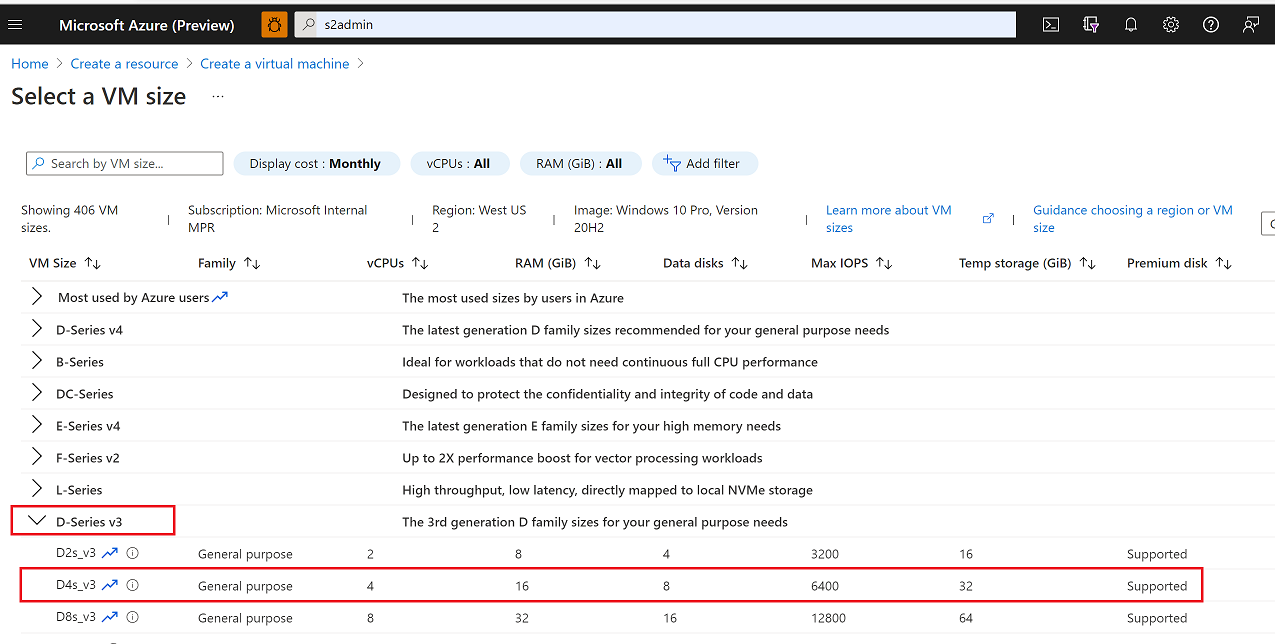 Microsoft Azure (Preview) s2admin
Home > Create a resource > Create a virtual machine >
Select a VM size ...
Search by VM size... Display cost : Monthly vCPUs : All RAM (GiB) : All Add filter
Showing 406 VM sizes. | Subscription: Microsoft Internal MPR | Region: West US 2 | Image: Windows 10 Pro, Version 20H2 | Learn more about VM sizes | Guidance choosing a region or VM size
VM Size Family vCPUs RAM (GiB) Data disks Max IOPS Temp storage (GiB) Premium disk
Most used by Azure users The most used sizes by users in Azure
D-Series v4 The latest generation D family sizes recommended for your general purpose needs
B-Series Ideal for workloads that do not need continuous full CPU performance
DC-Series Designed to protect the confidentiality and integrity of code and data
E-Series v4 The latest generation E family sizes for your high memory needs
F-Series v2 Up to 2X performance boost for vector processing workloads
L-Series High throughput, low latency, directly mapped to local NVMe storage
D-Series v3 The 3rd generation D family sizes for your general purpose needs
D2s_v3 General purpose 2 8 4 3200 16 Supported
D4s_v3 General purpose 4 16 8 6400 32 Supported
D8s_v3 General purpose 8 32 16 12800 64 Supported